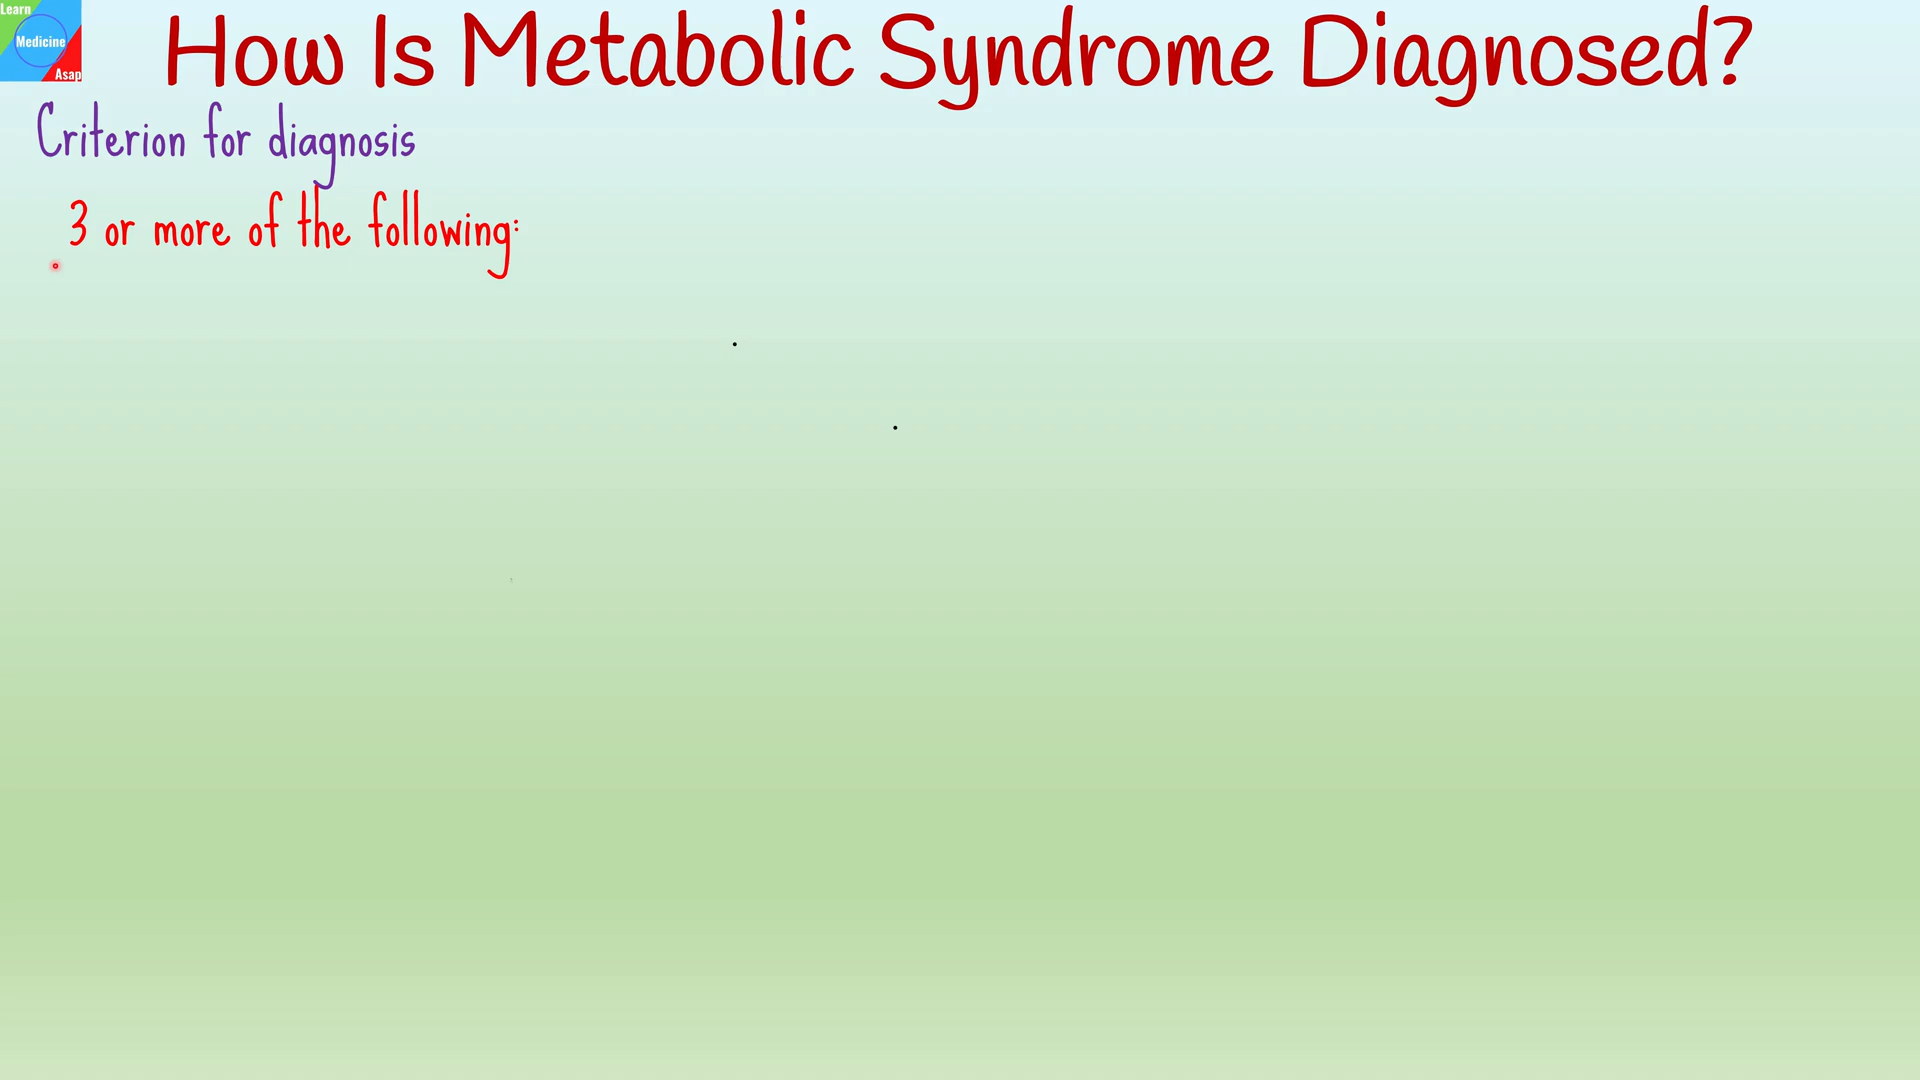 Learn
Medicine
Asap
How Is Metabolic Syndrome Diagnosed?
Criterion for diagnosis
3 or more of the following: